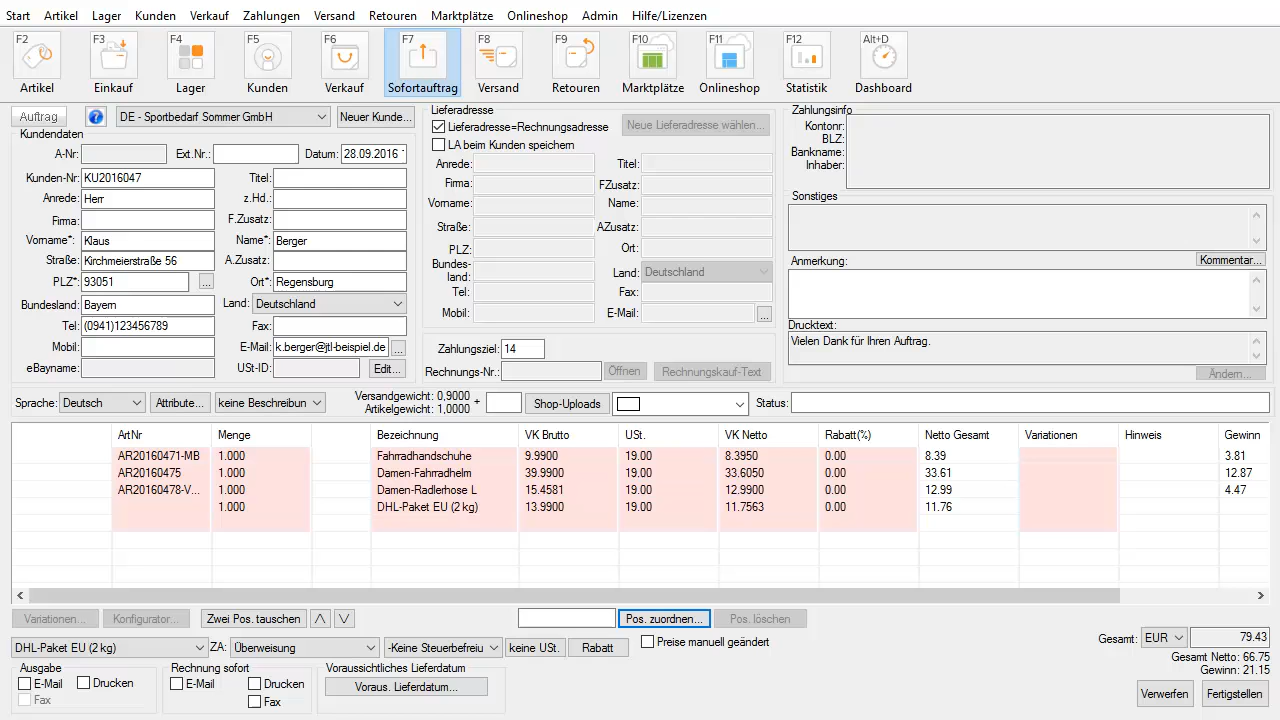 Start Artikel Lager Kunden Verkauf Zahlungen Versand Retouren Marktplätze Onlineshop Admin Hilfe/Lizenzen
F2 F3 F4 F5 F6 F7 F8 F9 F10 F11 F12 Alt+D
Artikel Einkauf Lager Kunden Verkauf Sofortauftrag Versand Retouren Marktplätze Onlineshop Statistik Dashboard
Auftrag ? DE - Sportbedarf Sommer GmbH Neuer Kunde...
Kundendaten
A-Nr: Ext.Nr.: Datum: 28.09.2016
Kunden-Nr: KU2016047 Titel:
Anrede: Herr z.Hd.:
Firma: F.Zusatz:
Vorname*: Klaus Name*: Berger
Straße: Kirchmeierstraße 56 A.Zusatz:
PLZ*: 93051 ... Ort*: Regensburg
Bundesland: Bayern Land: Deutschland
Tel: (0941)123456789 Fax:
Mobil: E-Mail: k.berger@jtl-beispiel.de ...
eBayname: USt-ID: Edit...
Lieferadresse
Lieferadresse=Rechnungsadresse Neue Lieferadresse wählen...
LA beim Kunden speichern
Anrede: Titel:
Firma: FZusatz:
Vorname: Name:
Straße: AZusatz:
PLZ: Ort:
Bundes-
land: Land: Deutschland
Tel: Fax:
Mobil: E-Mail: ...
Zahlungsziel: 14
Rechnungs-Nr.: Öffnen Rechnungskauf-Text
Zahlungsinfo
Kontonr:
BLZ:
Bankname:
Inhaber:
Sonstiges
Anmerkung: Kommentar...
Drucktext:
Vielen Dank für Ihren Auftrag.
Ändern...
Sprache: Deutsch Attribute... keine Beschreibun Versandgewicht: 0,9000
Artikelgewicht: 1,0000 + Shop-Uploads Status:
ArtNr Menge Bezeichnung VK Brutto USt. VK Netto Rabatt(%) Netto Gesamt Variationen Hinweis Gewinn
AR20160471-MB 1.000 Fahrradhandschuhe 9.9900 19.00 8.3950 0.00 8.39 3.81
AR20160475 1.000 Damen-Fahrradhelm 39.9900 19.00 33.6050 0.00 33.61 12.87
AR20160478-V... 1.000 Damen-Radlerhose L 15.4581 19.00 12.9900 0.00 12.99 4.47
1.000 DHL-Paket EU (2 kg) 13.9900 19.00 11.7563 0.00 11.76
Variationen... Konfigurator... Zwei Pos. tauschen Pos. zuordnen... Pos. löschen
DHL-Paket EU (2 kg) ZA: Überweisung -Keine Steuerbefreiu keine USt. Rabatt Preise manuell geändert
Gesamt: EUR 79.43
Gesamt Netto: 66.75
Gewinn: 21.15
Ausgabe
E-Mail Drucken
Fax
Rechnung sofort
E-Mail Drucken
Fax
Voraussichtliches Lieferdatum
Voraus. Lieferdatum...
Verwerfen Fertigstellen